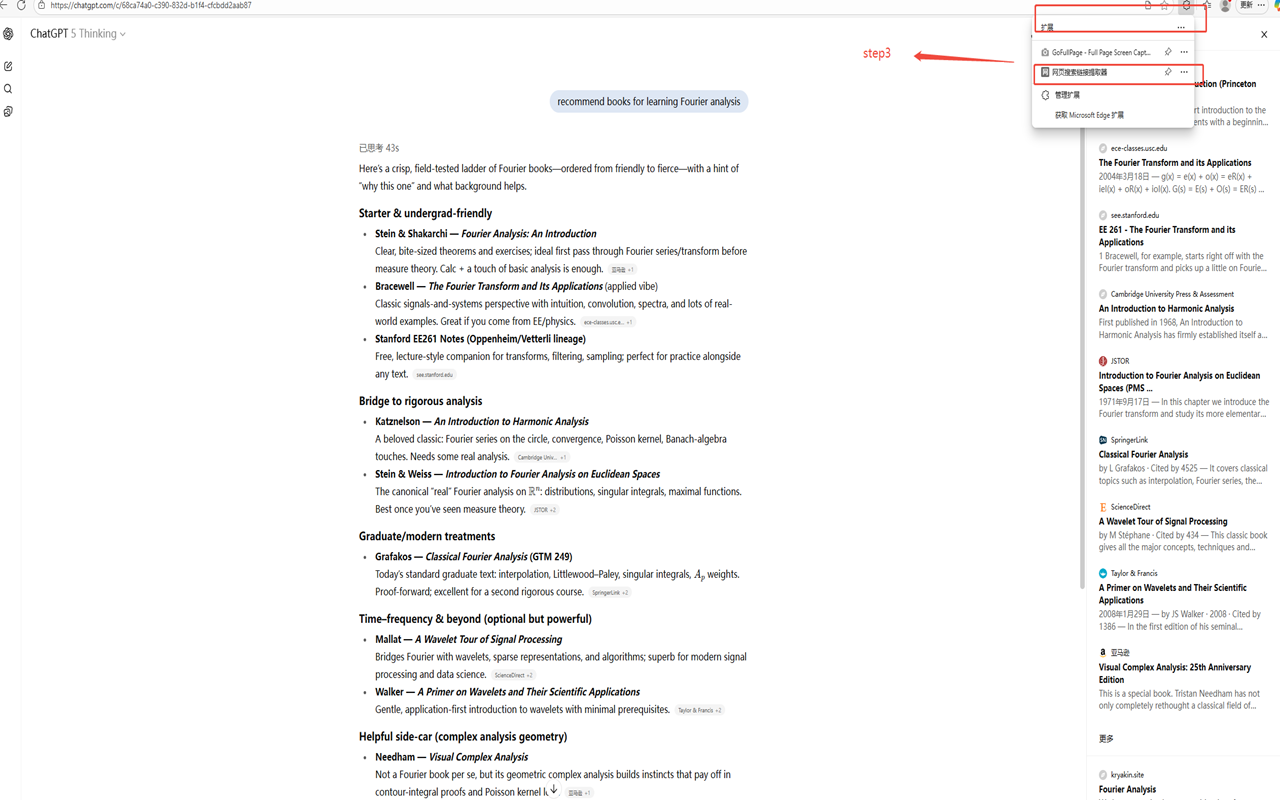 https://chatgpt.com/c/68ca74a0-c390-832d-b1f4-cfcbdd2aab87
更新
ChatGPT 5 Thinking
step3
扩展
GoFullPage - Full Page Screen Capt...
网页搜索链接提取器
管理扩展
获取 Microsoft Edge 扩展
recommend books for learning Fourier analysis
已思考 43s
Here's a crisp, field-tested ladder of Fourier books—ordered from friendly to fierce—with a hint of
"why this one" and what background helps.
Starter & undergrad-friendly
• Stein & Shakarchi — Fourier Analysis: An Introduction
Clear, bite-sized theorems and exercises; ideal first pass through Fourier series/transform before
measure theory. Calc + a touch of basic analysis is enough. 亚马逊 +1
• Bracewell — The Fourier Transform and Its Applications (applied vibe)
Classic signals-and-systems perspective with intuition, convolution, spectra, and lots of real-
world examples. Great if you come from EE/physics. ece-classes.usc.e... +1
• Stanford EE261 Notes (Oppenheim/Vetterli lineage)
Free, lecture-style companion for transforms, filtering, sampling; perfect for practice alongside
any text. see.stanford.edu
Bridge to rigorous analysis
• Katznelson — An Introduction to Harmonic Analysis
A beloved classic: Fourier series on the circle, convergence, Poisson kernel, Banach-algebra
touches. Needs some real analysis. Cambridge Univ... +1
• Stein & Weiss — Introduction to Fourier Analysis on Euclidean Spaces
The canonical "real" Fourier analysis on ℝⁿ: distributions, singular integrals, maximal functions.
Best once you've seen measure theory. JSTOR +2
Graduate/modern treatments
• Grafakos — Classical Fourier Analysis (GTM 249)
Today's standard graduate text: interpolation, Littlewood–Paley, singular integrals, Aₚ weights.
Proof-forward; excellent for a second rigorous course. SpringerLink +2
Time–frequency & beyond (optional but powerful)
• Mallat — A Wavelet Tour of Signal Processing
Bridges Fourier with wavelets, sparse representations, and algorithms; superb for modern signal
processing and data science. ScienceDirect +2
• Walker — A Primer on Wavelets and Their Scientific Applications
Gentle, application-first introduction to wavelets with minimal prerequisites. Taylor & Francis +2
Helpful side-car (complex analysis geometry)
• Needham — Visual Complex Analysis
Not a Fourier book per se, but its geometric complex analysis builds instincts that pay off in
contour-integral proofs and Poisson kernel 亚马逊 +1
uction (Princeton
rt introduction to the
ents with a beginnin...
ece-classes.usc.edu
The Fourier Transform and its Applications
2004年3月18日 — g(x) = e(x) + o(x) = eR(x) +
ieI(x) + oR(x) + ioI(x). G(s) = E(s) + O(s) = ER(s) ...
see.stanford.edu
EE 261 - The Fourier Transform and its
Applications
1 Bracewell, for example, starts right off with the
Fourier transform and picks up a little on Fourie...
Cambridge University Press & Assessment
An Introduction to Harmonic Analysis
First published in 1968, An Introduction to
Harmonic Analysis has firmly established itself a...
JSTOR
Introduction to Fourier Analysis on Euclidean
Spaces (PMS ...
1971年9月17日 — In this chapter we introduce the
Fourier transform and study its more elementar...
SpringerLink
Classical Fourier Analysis
by L Grafakos · Cited by 4525 — It covers classical
topics such as interpolation, Fourier series, the...
ScienceDirect
A Wavelet Tour of Signal Processing
by M Stéphane · Cited by 434 — This classic book
gives all the major concepts, techniques and...
Taylor & Francis
A Primer on Wavelets and Their Scientific
Applications
2008年1月29日 — by JS Walker · 2008 · Cited by
1386 — In the first edition of his seminal...
亚马逊
Visual Complex Analysis: 25th Anniversary
Edition
This is a special book. Tristan Needham has not
only completely rethought a classical field of...
更多
kryakin.site
Fourier Analysis